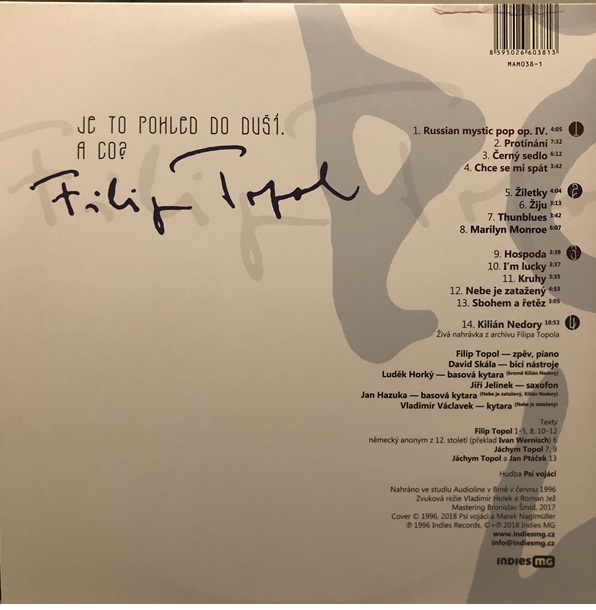 8 595026 603813
MAM038-1
JE TO POHLED DO DUŠÍ.
A CO?
Filip Topol
1. Russian mystic pop op. IV. 4:05 1
2. Protínání 7:32
3. Černý sedlo 6:12
4. Chce se mi spát 3:42
5. Žiletky 4:04 2
6. Žiju 3:13
7. Thunblues 3:42
8. Marilyn Monroe 6:07
9. Hospoda 3:39 3
10. I'm lucky 3:37
11. Kruhy 3:35
12. Nebe je zatažený 4:53
13. Sbohem a řetěz 3:05
14. Kilián Nedory 18:53 4
Živá nahrávka z archivu Filipa Topola
Filip Topol — zpěv, piano
David Skála — bicí nástroje
Luděk Horký — basová kytara (kromě Kilián Nedory)
Jiří Jelínek — saxofon
Jan Hazuka — basová kytara (Nebe je zatažený, Kilián Nedory)
Vladimír Václavek — kytara (Nebe je zatažený)
Texty
Filip Topol 1–5, 8, 10–12
německý anonym z 12. století (překlad Ivan Wernisch) 6
Jáchym Topol 7, 9
Jáchym Topol a Jan Ptáček 13
Hudba Psí vojáci
Nahráno ve studiu Audioline v Brně v červnu 1996
Zvuková režie Vladimír Holek a Roman Jež
Mastering Bronislav Šmíd, 2017
Cover © 1996, 2018 Psí vojáci a Marek Naglmüller
℗ 1996 Indies Records, ©+℗ 2018 Indies MG
www.indiesmg.cz
info@indiesmg.cz
INDIES MG